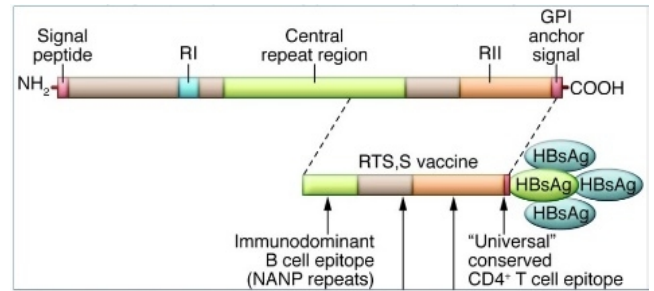 Signal
peptide
RI
Central
repeat region
RII
GPI
anchor
signal
NH2
COOH
RTS,S vaccine
HBsAg
HBsAg
HBsAg
HBsAg
Immunodominant
B cell epitope
(NANP repeats)
"Universal"
conserved
CD4+ T cell epitope